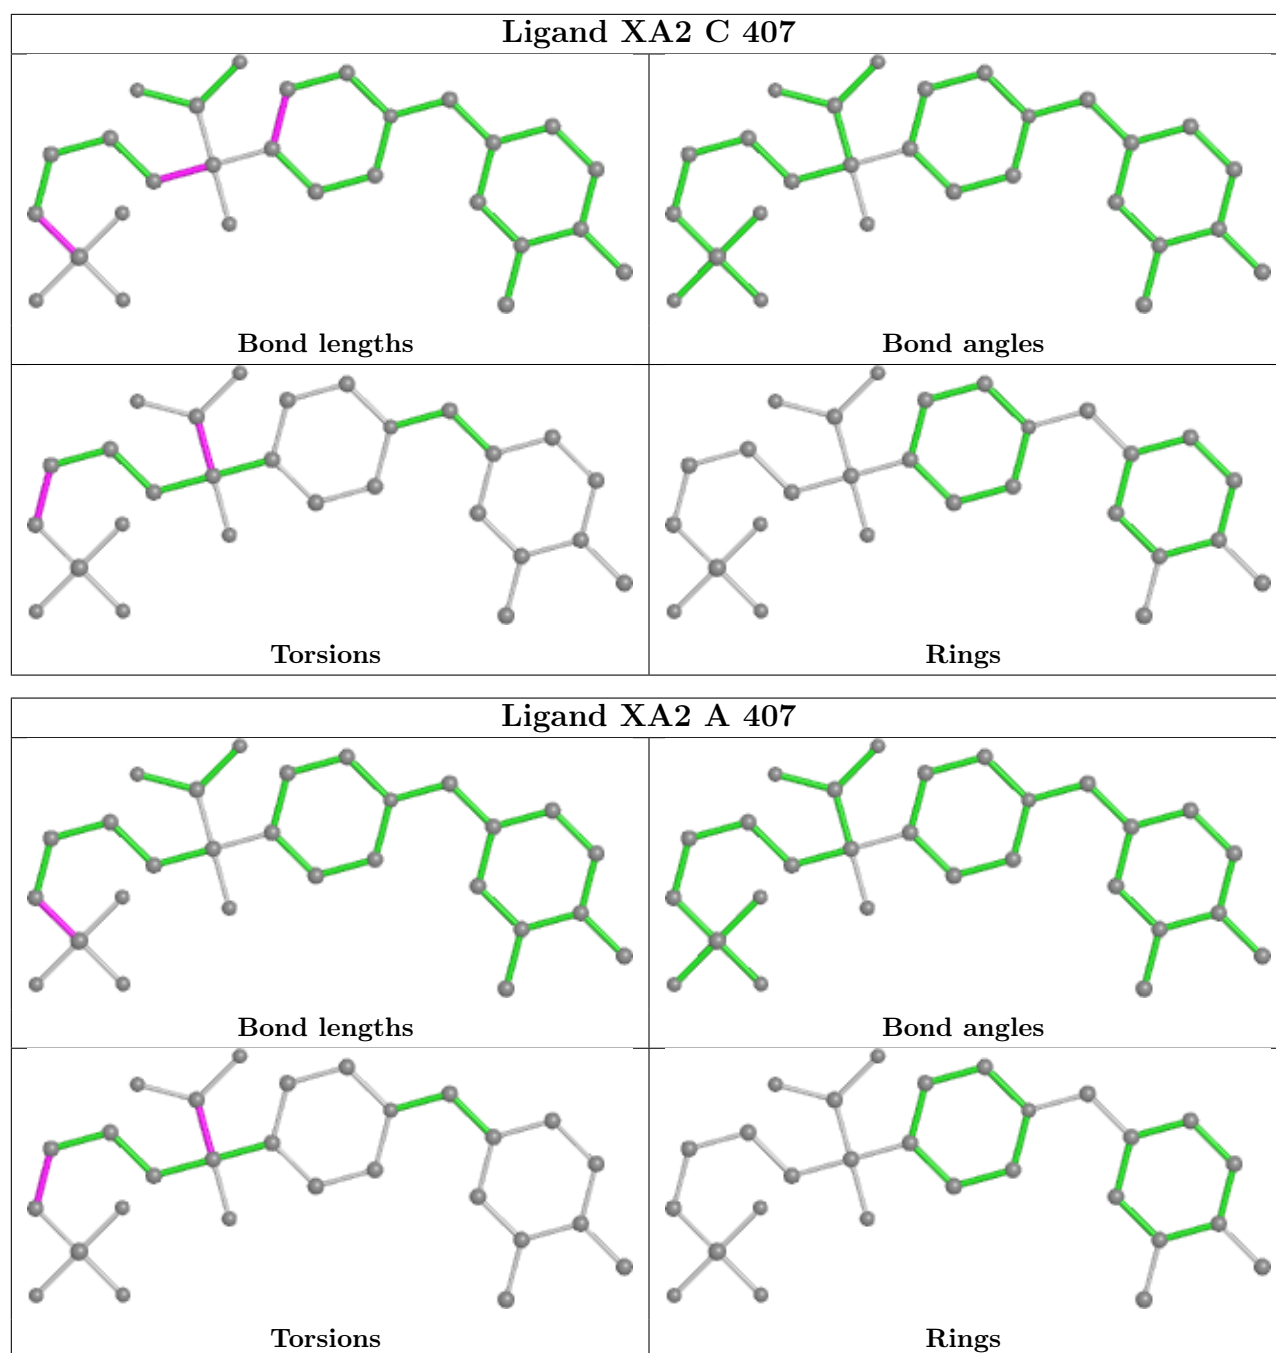 Ligand XA2 C 407
Bond lengths
Bond angles
Torsions
Rings
Ligand XA2 A 407
Bond lengths
Bond angles
Torsions
Rings